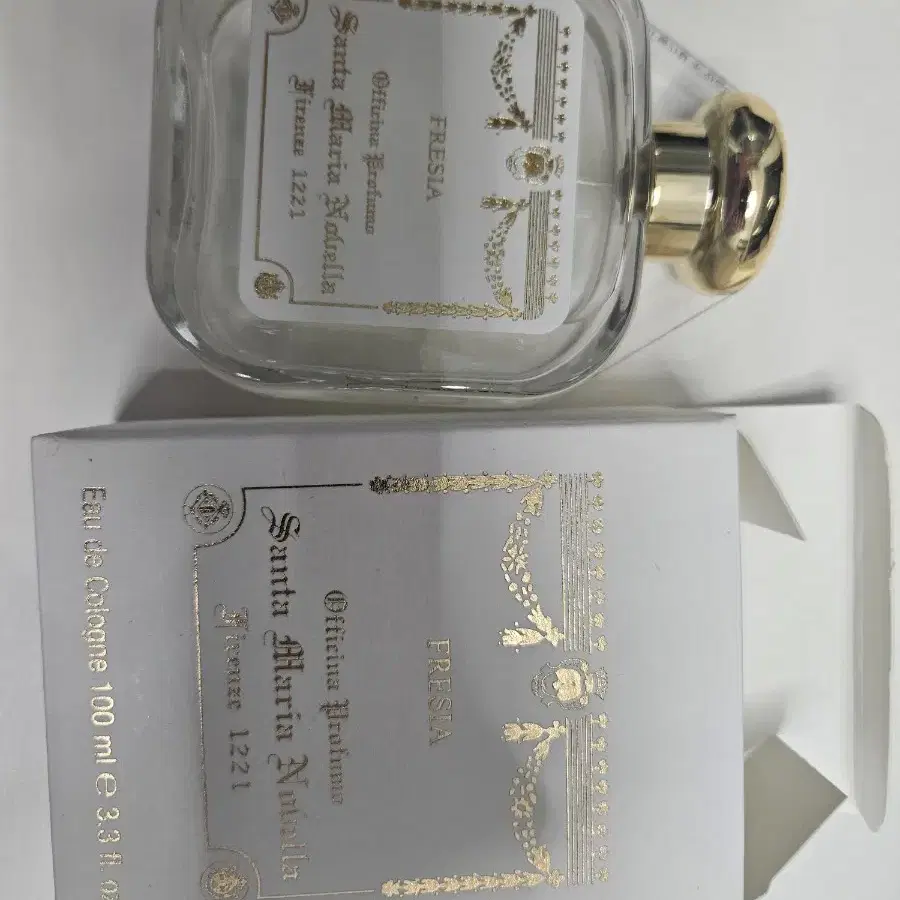 FRESIA
Officina Profumo
Santa Maria Novella
Firenze 1221
FRESIA
Officina Profumo
Santa Maria Novella
Firenze 1221
Eau de Cologne 100 ml e 3.3 fl. oz